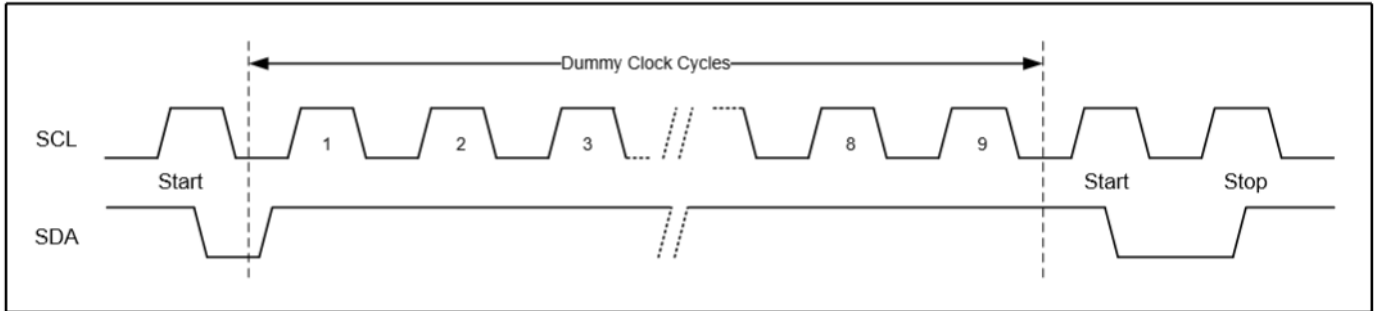 Dummy Clock Cycles
SCL
1 2 3 8 9
Start Start Stop
SDA